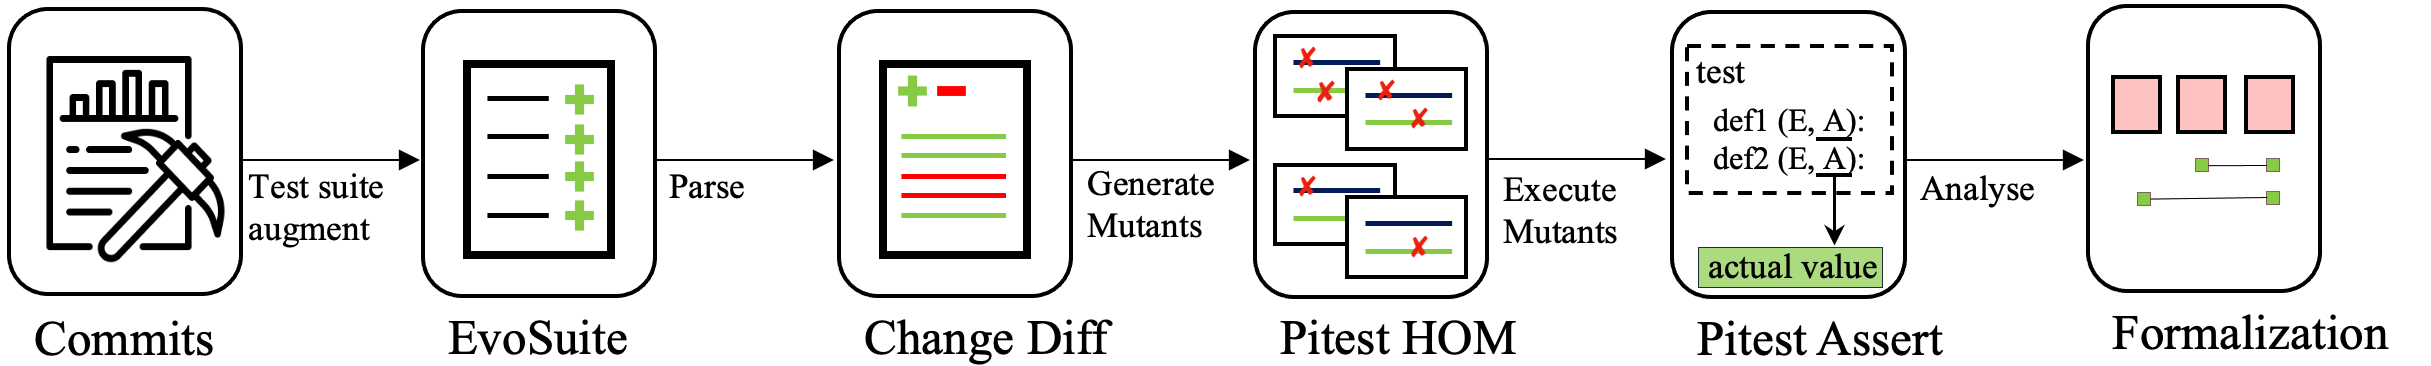 Test suite
augment
Parse
Generate
Mutants
Execute
Mutants
test
def1 (E, A):
def2 (E, A):
actual value
Analyse
Commits
EvoSuite
Change Diff
Pitest HOM
Pitest Assert
Formalization